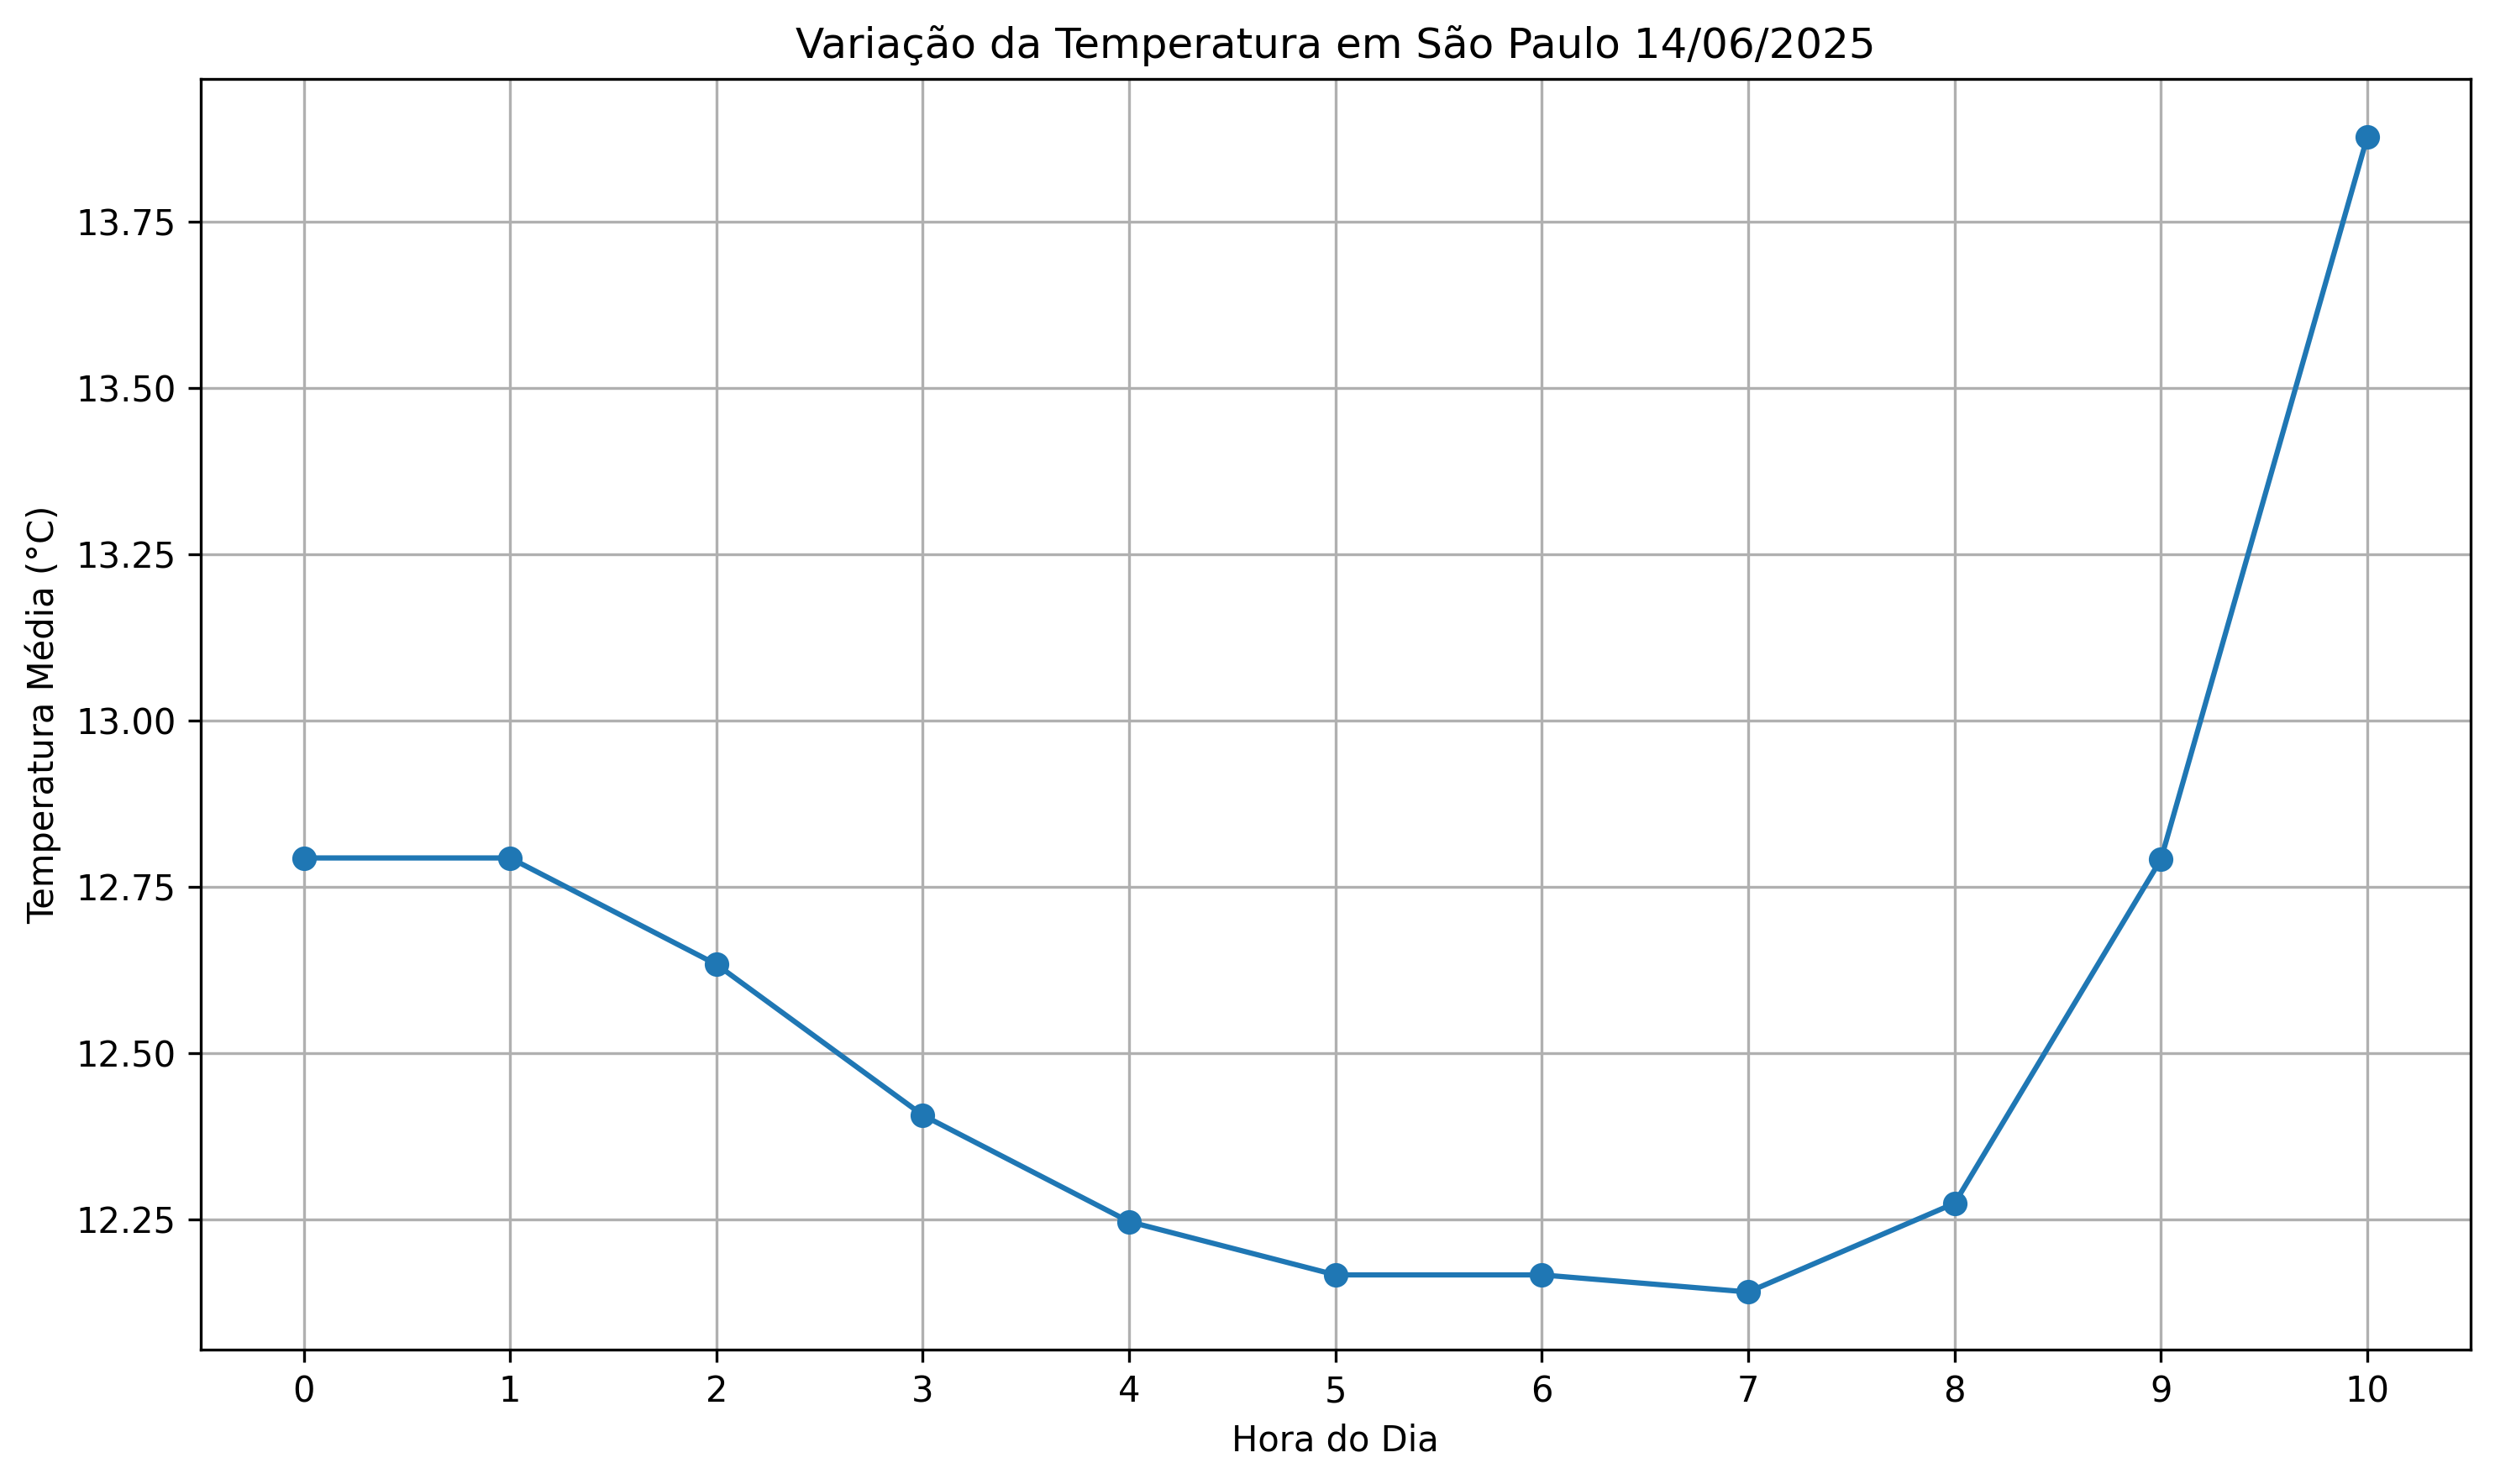 Variação da Temperatura em São Paulo 14/06/2025
Temperatura Média (°C)
13.75
13.50
13.25
13.00
12.75
12.50
12.25
0 1 2 3 4 5 6 7 8 9 10
Hora do Dia